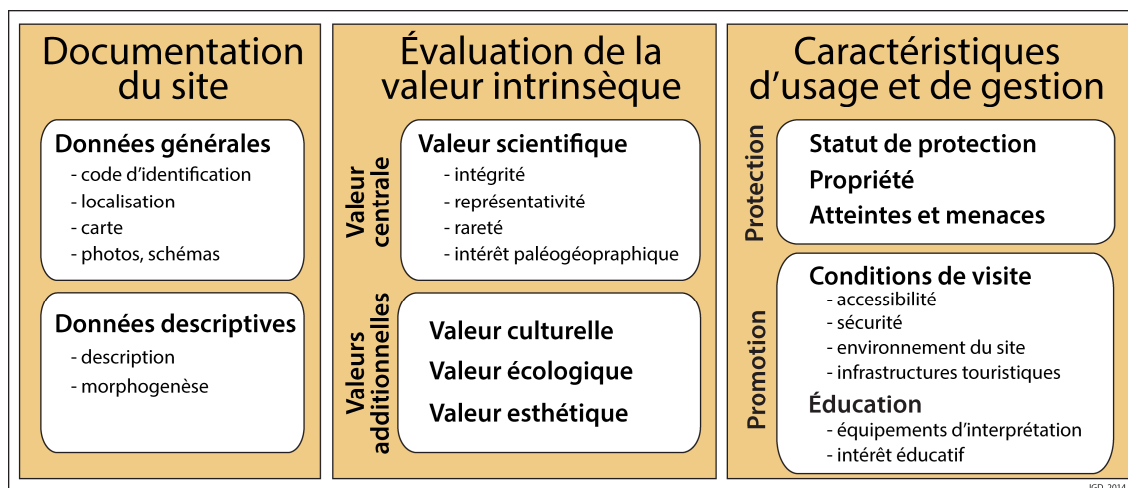 Documentation
du site
Données générales
- code d'identification
- localisation
- carte
- photos, schémas
Données descriptives
- description
- morphogenèse
Évaluation de la
valeur intrinsèque
Valeur
centrale
Valeur scientifique
- intégrité
- représentativité
- rareté
- intérêt paléogéopraphique
Valeurs
additionnelles
Valeur culturelle
Valeur écologique
Valeur esthétique
Caractéristiques
d'usage et de gestion
Protection
Statut de protection
Propriété
Atteintes et menaces
Promotion
Conditions de visite
- accessibilité
- sécurité
- environnement du site
- infrastructures touristiques
Éducation
- équipements d'interprétation
- intérêt éducatif
IGD, 2014